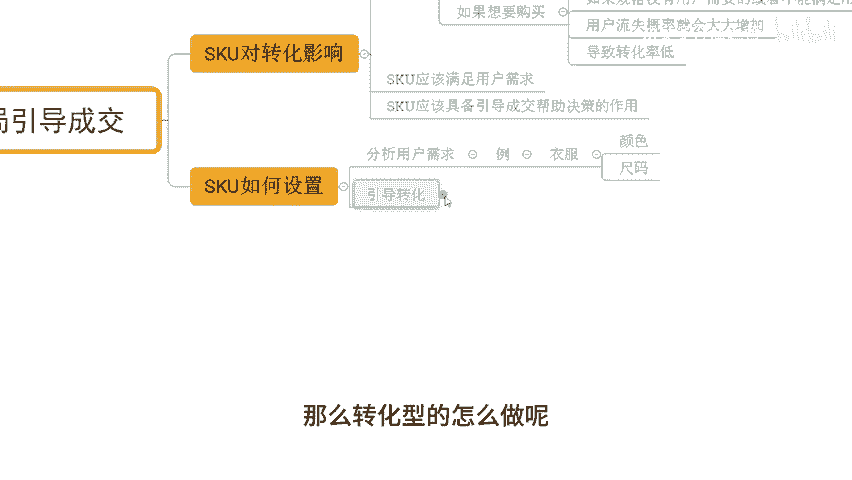 如果想要购买
用户流失概率就会大大增加
导致转化率低
SKU对转化影响
SKU应该满足用户需求
SKU应该具备引导成交帮助决策的作用
局引导成交
分析用户需求
例
衣服
颜色
尺码
SKU如何设置
引导转化
那么转化型的怎么做呢